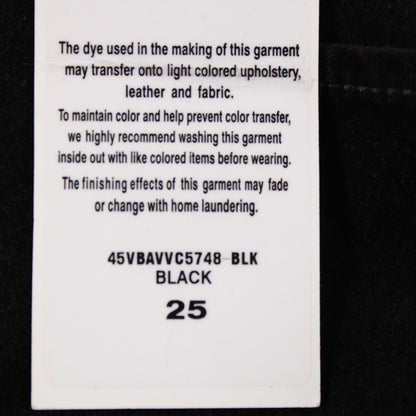 The dye used in the making of this garment
may transfer onto light colored upholstery,
leather and fabric.
To maintain color and help prevent color transfer,
we highly recommend washing this garment
inside out with like colored items before wearing.
The finishing effects of this garment may fade
or change with home laundering.
45VBAVVC5748-BLK
BLACK
25